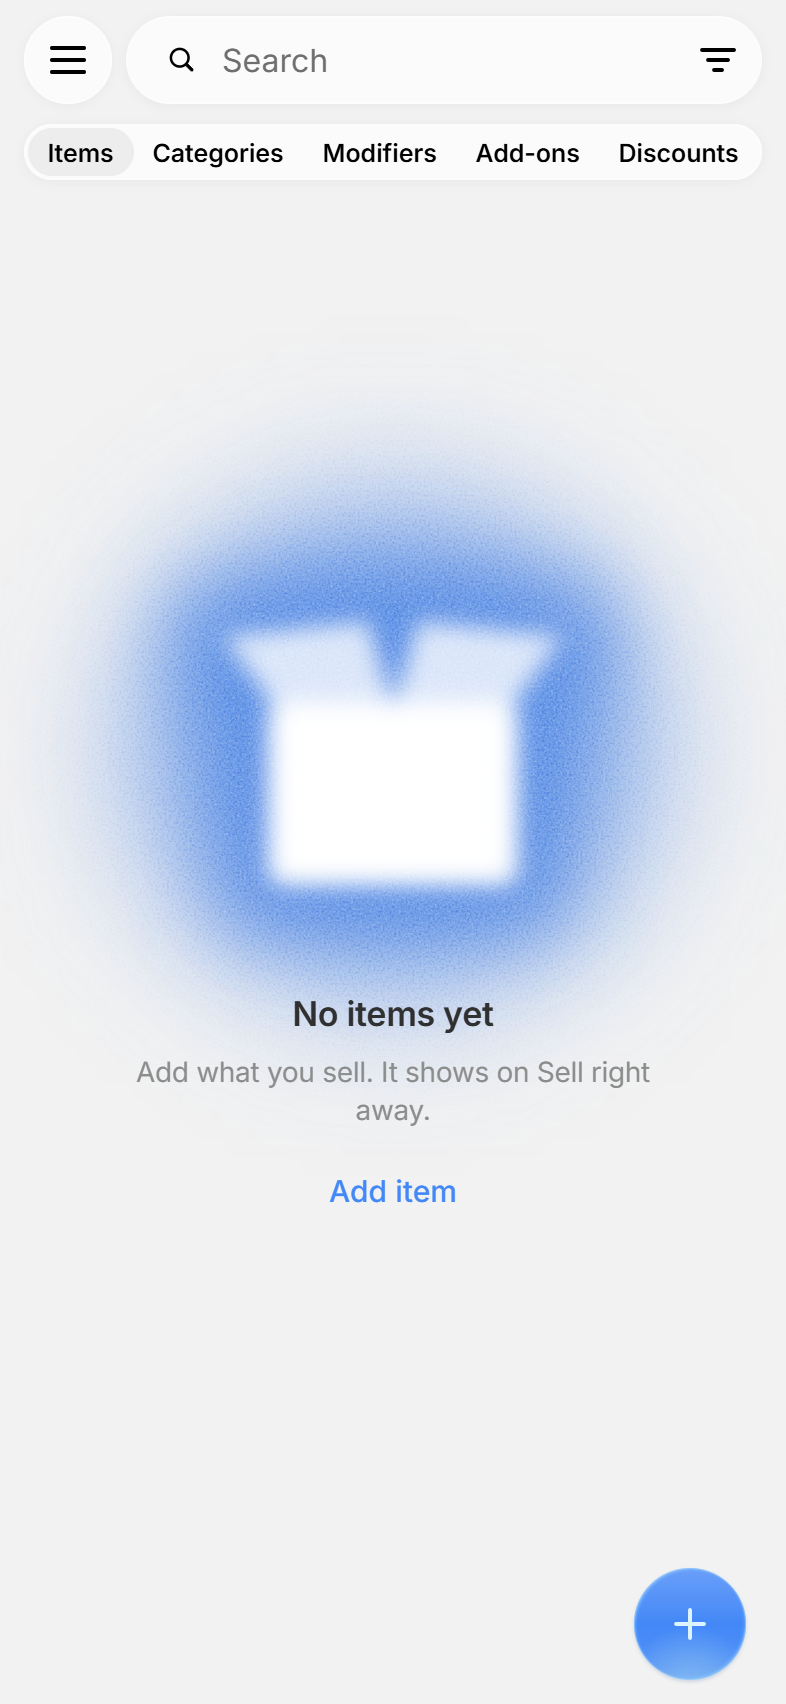 Search
Items Categories Modifiers Add-ons Discounts
No items yet
Add what you sell. It shows on Sell right
away.
Add item